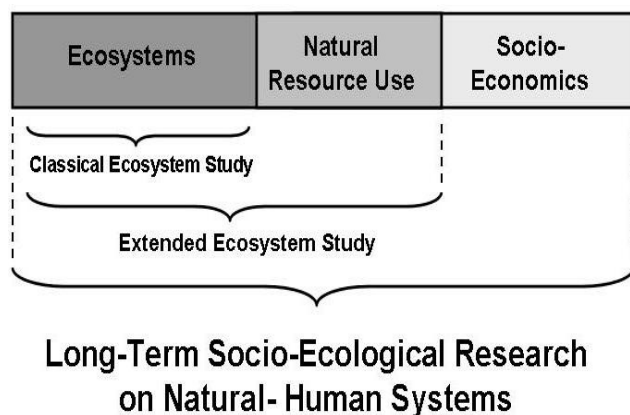 Ecosystems
Natural
Resource Use
Socio-
Economics
Classical Ecosystem Study
Extended Ecosystem Study
Long-Term Socio-Ecological Research
on Natural- Human Systems